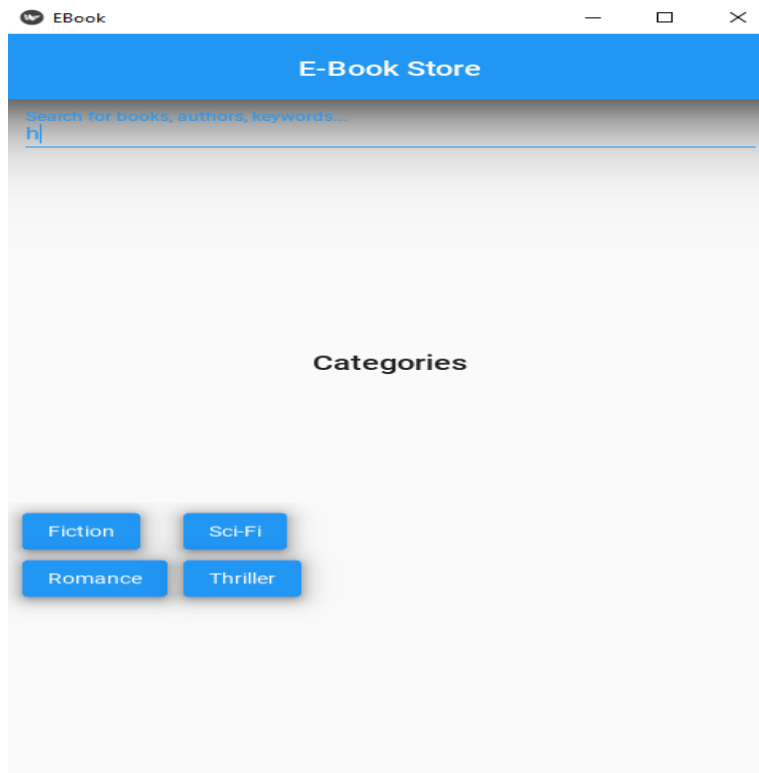 EBook
E-Book Store
Search for books, authors, keywords...
h
Categories
Fiction Sci-Fi
Romance Thriller